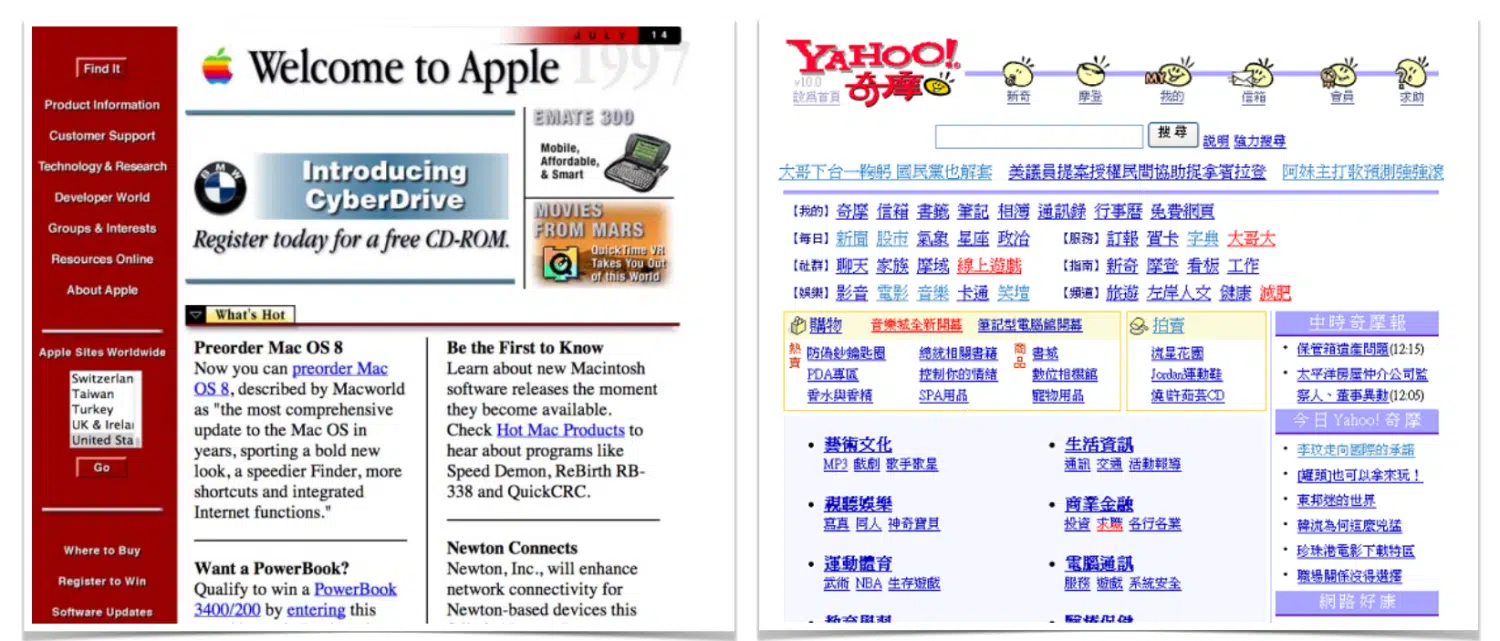 JULY 14
1997
Find It
Welcome to Apple
Product Information
Customer Support
Technology & Research
Developer World
Groups & Interests
Resources Online
About Apple
Apple Sites Worldwide
Switzerlan
Taiwan
Turkey
UK & Irelar
United Sta
Go
Where to Buy
Register to Win
Software Updates
BMW
Introducing
CyberDrive
Register today for a free CD-ROM.
EMATE 300
Mobile,
Affordable,
& Smart
MOVIES
FROM MARS
QuickTime VR
Takes You Out
of this World
What's Hot
Preorder Mac OS 8
Now you can preorder Mac
OS 8, described by Macworld
as "the most comprehensive
update to the Mac OS in
years, sporting a bold new
look, a speedier Finder, more
shortcuts and integrated
Internet functions."
Want a PowerBook?
Qualify to win a PowerBook
3400/200 by entering this
Be the First to Know
Learn about new Macintosh
software releases the moment
they become available.
Check Hot Mac Products to
hear about programs like
Speed Demon, ReBirth RB-
338 and QuickCRC.
Newton Connects
Newton, Inc., will enhance
network connectivity for
Newton-based devices this
YAHOO!
奇摩
v10.0
設為首頁
新奇 摩登 我的 信箱 會員 求助
MY
搜尋 說明 強力搜尋
大哥下台一鞠躬 國民黨也解套 美議員提案授權民間協助捉拿賓拉登 阿妹主打歌預測強強滾
【我的】 奇摩 信箱 書籤 筆記 相簿 通訊錄 行事曆 免費網頁
【每日】 新聞 股市 氣象 星座 政治 【服務】 訂報 賀卡 字典 大哥大
【社群】 聊天 家族 摩域 線上遊戲 【指南】 新奇 摩登 看板 工作
【娛樂】 影音 電影 音樂 卡通 笑壇 【頻道】 旅遊 左岸人文 健康 減肥
購物 音樂城全新開幕 筆記型電腦館開幕
熱賣 防偽鈔鑰匙圈 總統相關書籍 商品 書城
PDA專區 控制你的情緒 數位相機館
香水與香精 SPA用品 寵物用品
拍賣
流星花園
Jordan運動鞋
燒!許茹芸CD
中時奇摩報
保管箱遺產問題(12:15)
太平洋房屋仲介公司監
察人、董事異動(12:05)
今日 Yahoo! 奇摩
李玟走向國際的承諾
[罐頭]也可以拿來玩！
東邦迷的世界
韓流為何這麼兇猛
珍珠港電影下載特區
職場關係沒得選擇
網路好康
藝術文化
MP3 戲劇 歌手歌星
生活資訊
通訊 交通 活動報導
視聽娛樂
寫真 同人 神奇寶貝
商業金融
投資 求職 各行各業
運動體育
武術 NBA 生存遊戲
電腦通訊
服務 遊戲 系統安全